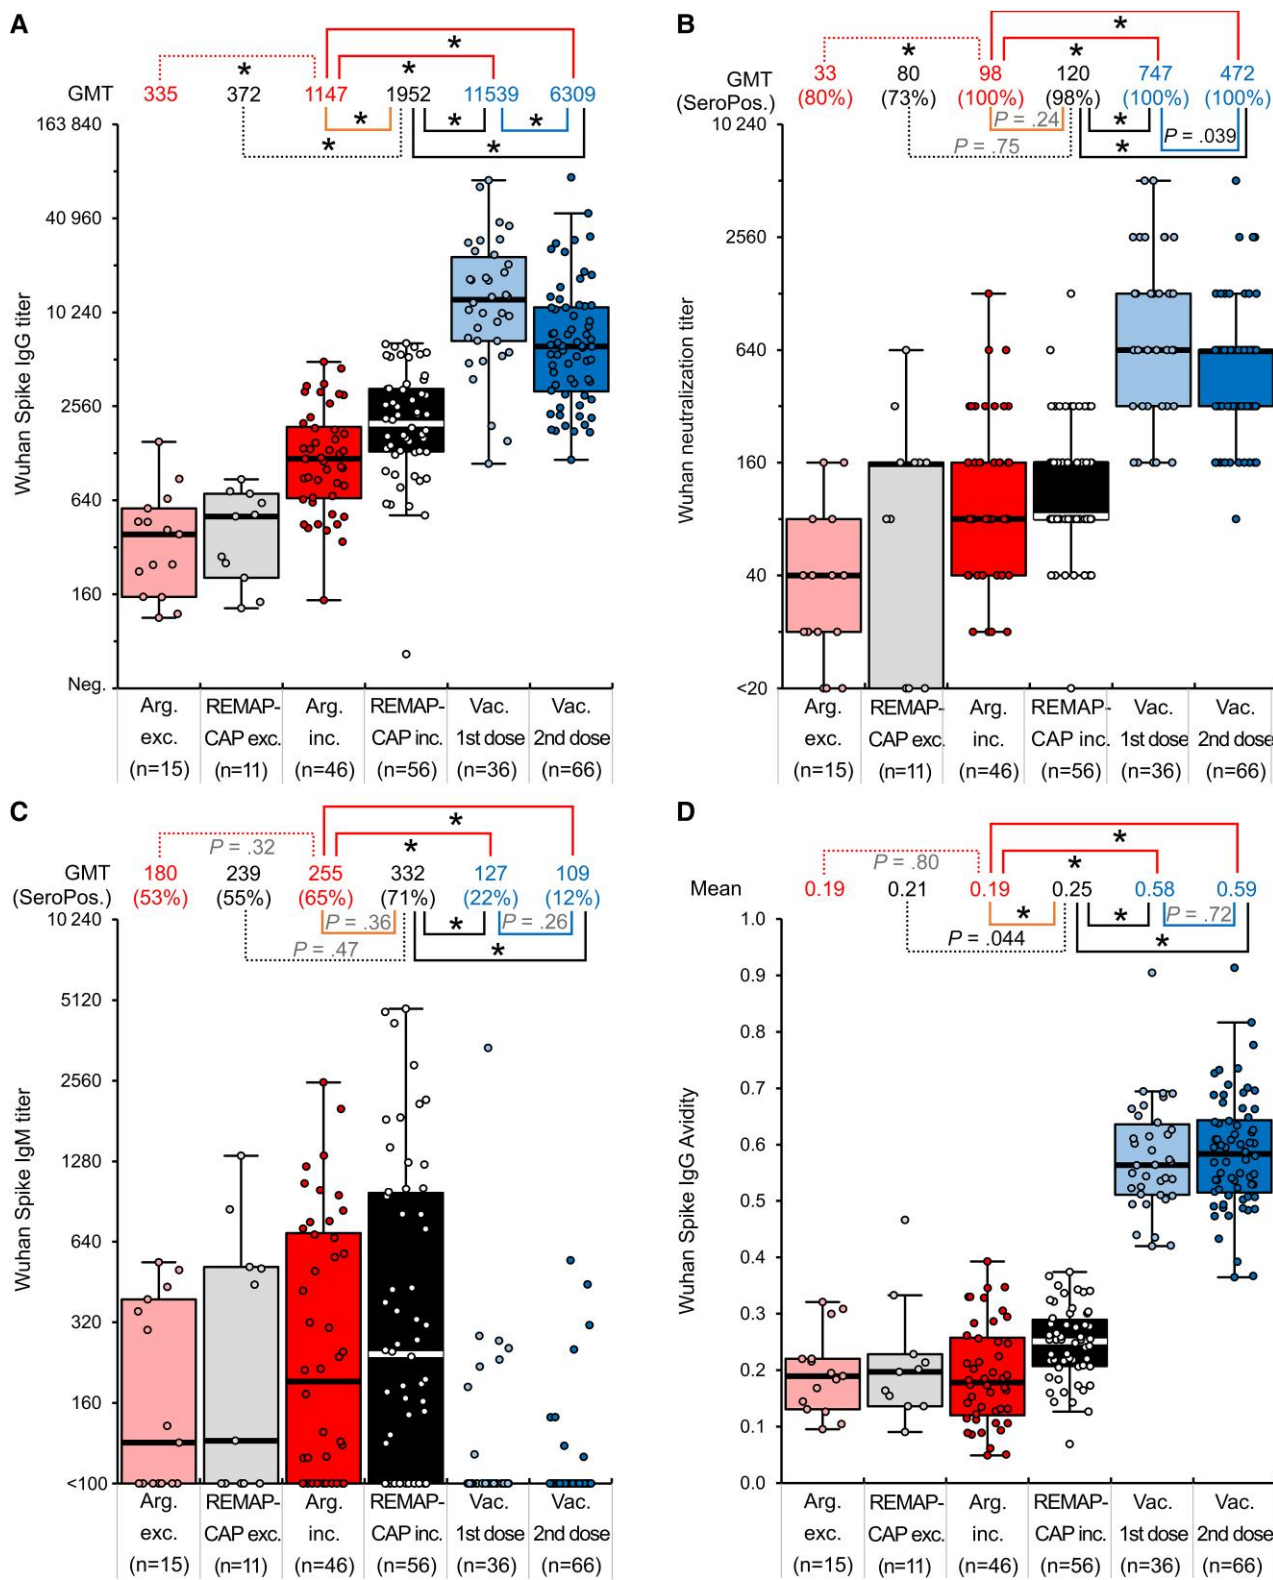 A
*
*
*
*
GMT 335 372 1147 1952 11539 6309
* * *
* *
163 840
40 960
10 240
2560
640
160
Neg.
Wuhan Spike IgG titer
Arg. REMAP- Arg. REMAP- Vac. Vac.
exc. CAP exc. inc. CAP inc. 1st dose 2nd dose
(n=15) (n=11) (n=46) (n=56) (n=36) (n=66)
B
*
* *
GMT 33 80 98 120 747 472
(SeroPos.) (80%) (73%) (100%) (98%) (100%) (100%)
P = .24 * P = .039
P = .75 *
10 240
2560
640
160
40
<20
Wuhan neutralization titer
Arg. REMAP- Arg. REMAP- Vac. Vac.
exc. CAP exc. inc. CAP inc. 1st dose 2nd dose
(n=15) (n=11) (n=46) (n=56) (n=36) (n=66)
C
*
P = .32 *
GMT 180 239 255 332 127 109
(SeroPos.) (53%) (55%) (65%) (71%) (22%) (12%)
P = .36 * P = .26
P = .47 *
10 240
5120
2560
1280
640
320
160
<100
Wuhan Spike IgM titer
Arg. REMAP- Arg. REMAP- Vac. Vac.
exc. CAP exc. inc. CAP inc. 1st dose 2nd dose
(n=15) (n=11) (n=46) (n=56) (n=36) (n=66)
D
*
P = .80 *
Mean 0.19 0.21 0.19 0.25 0.58 0.59
* * P = .72
P = .044 *
1.0
0.9
0.8
0.7
0.6
0.5
0.4
0.3
0.2
0.1
0.0
Wuhan Spike IgG Avidity
Arg. REMAP- Arg. REMAP- Vac. Vac.
exc. CAP exc. inc. CAP inc. 1st dose 2nd dose
(n=15) (n=11) (n=46) (n=56) (n=36) (n=66)